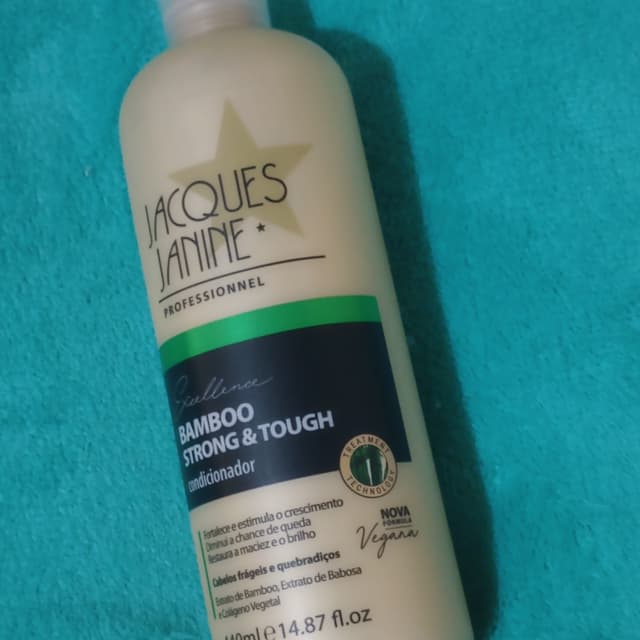 JACQUES
JANINE
PROFESSIONNEL
Excellence
BAMBOO
STRONG & TOUGH
condicionador
TREATMENT
TECHNOLOGY
Fortalece e estimula o crescimento
Diminui a chance de queda
Restaura a maciez e o brilho
NOVA
FÓRMULA
Vegana
Cabelos frágeis e quebradiços
Extrato de Bamboo, Extrato de Babosa
e Colágeno Vegetal
440ml e 14.87 fl.oz